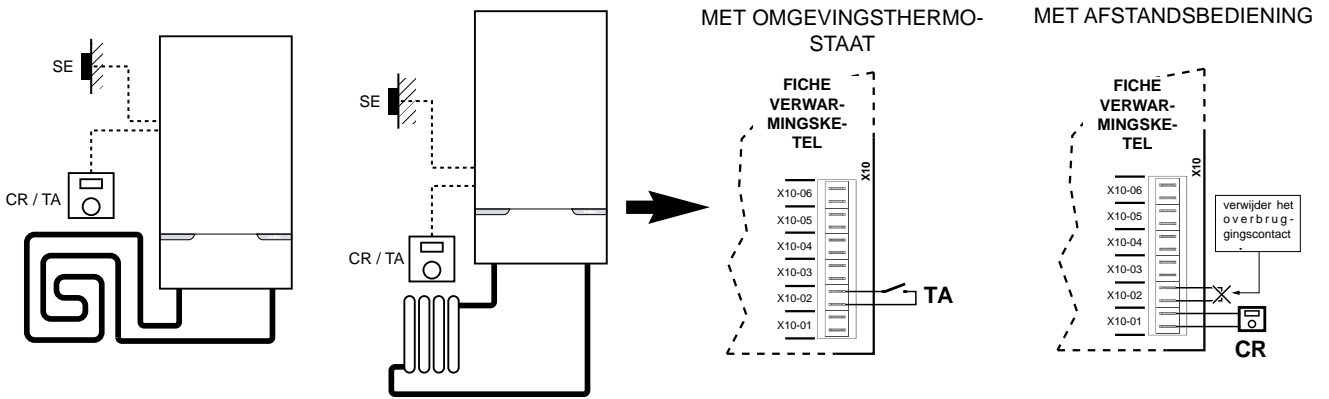 SE
CR / TA
SE
CR / TA
MET OMGEVINGSTHERMO-
STAAT
FICHE
VERWAR-
MINGSKE-
TEL
X10
X10-06
X10-05
X10-04
X10-03
X10-02
X10-01
TA
MET AFSTANDSBEDIENING
FICHE
VERWAR-
MINGSKE-
TEL
X10
X10-06
X10-05
X10-04
X10-03
X10-02
X10-01
verwijder het
overbrug-
gingscontact
.
CR